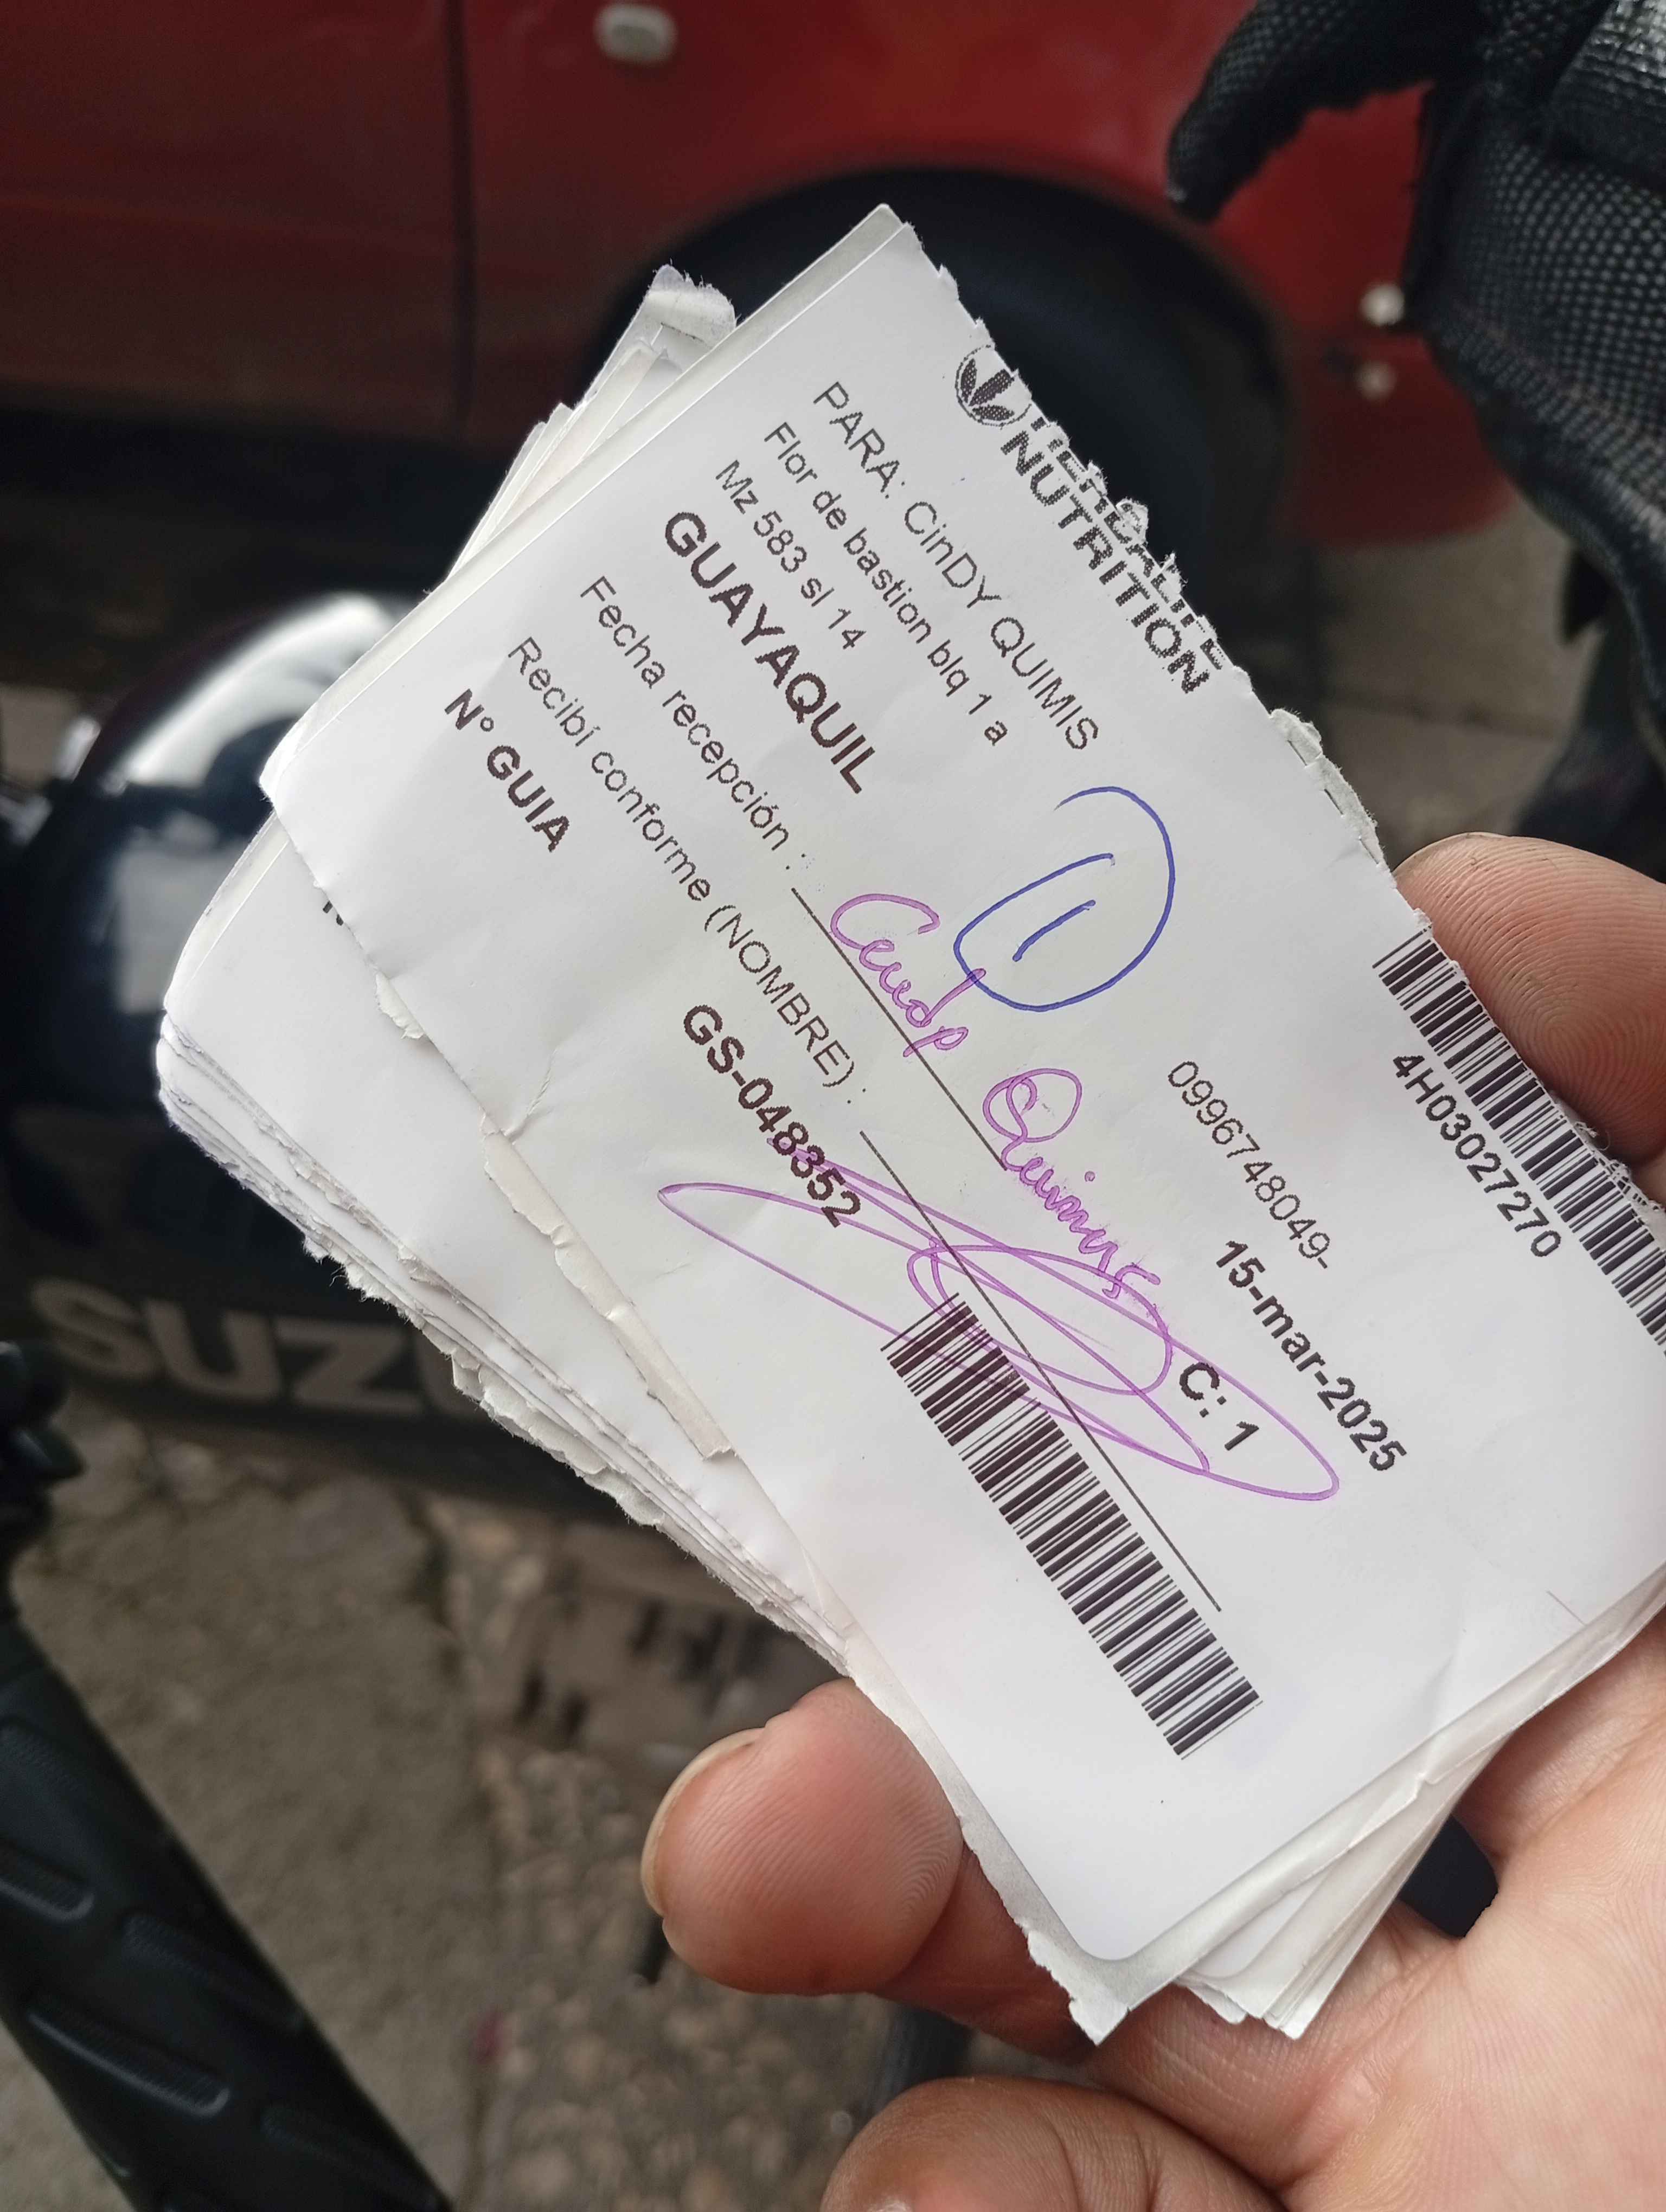 HERBALIFE
NUTRITION
4H03027270
PARA: CinDY QUIMIS
0996748049-
Flor de bastion blq 1 a
Mz 583 sl 14
15-mar-2025
GUAYAQUIL
1
C: 1
Fecha recepción :
Quimis
Recibí conforme (NOMBRE) :
N° GUIA
GS-048352
SUZU